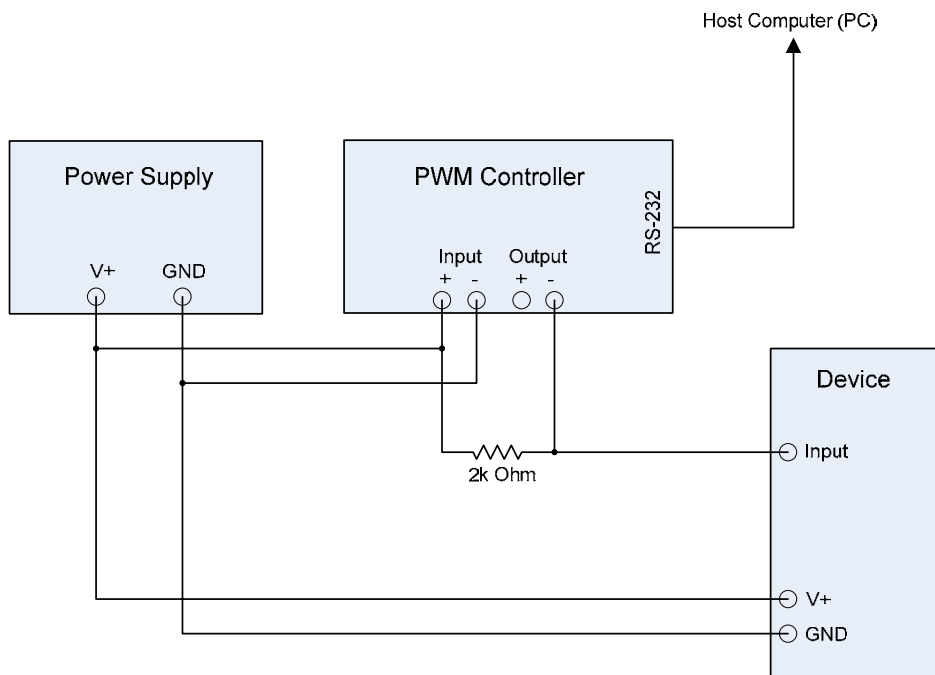 Host Computer (PC)
Power Supply
V+ GND
PWM Controller
RS-232
Input Output
+ - + -
2k Ohm
Device
Input
V+
GND